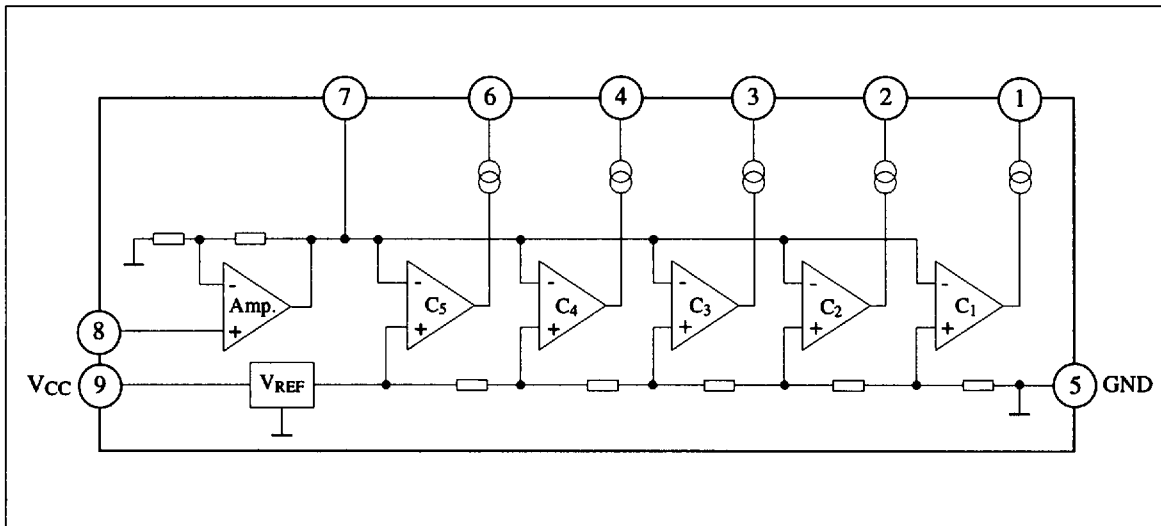 7 6 4 3 2 1
- - - - - -
Amp. C5 C4 C3 C2 C1
+ + + + + +
8
VCC 9 VREF 5 GND